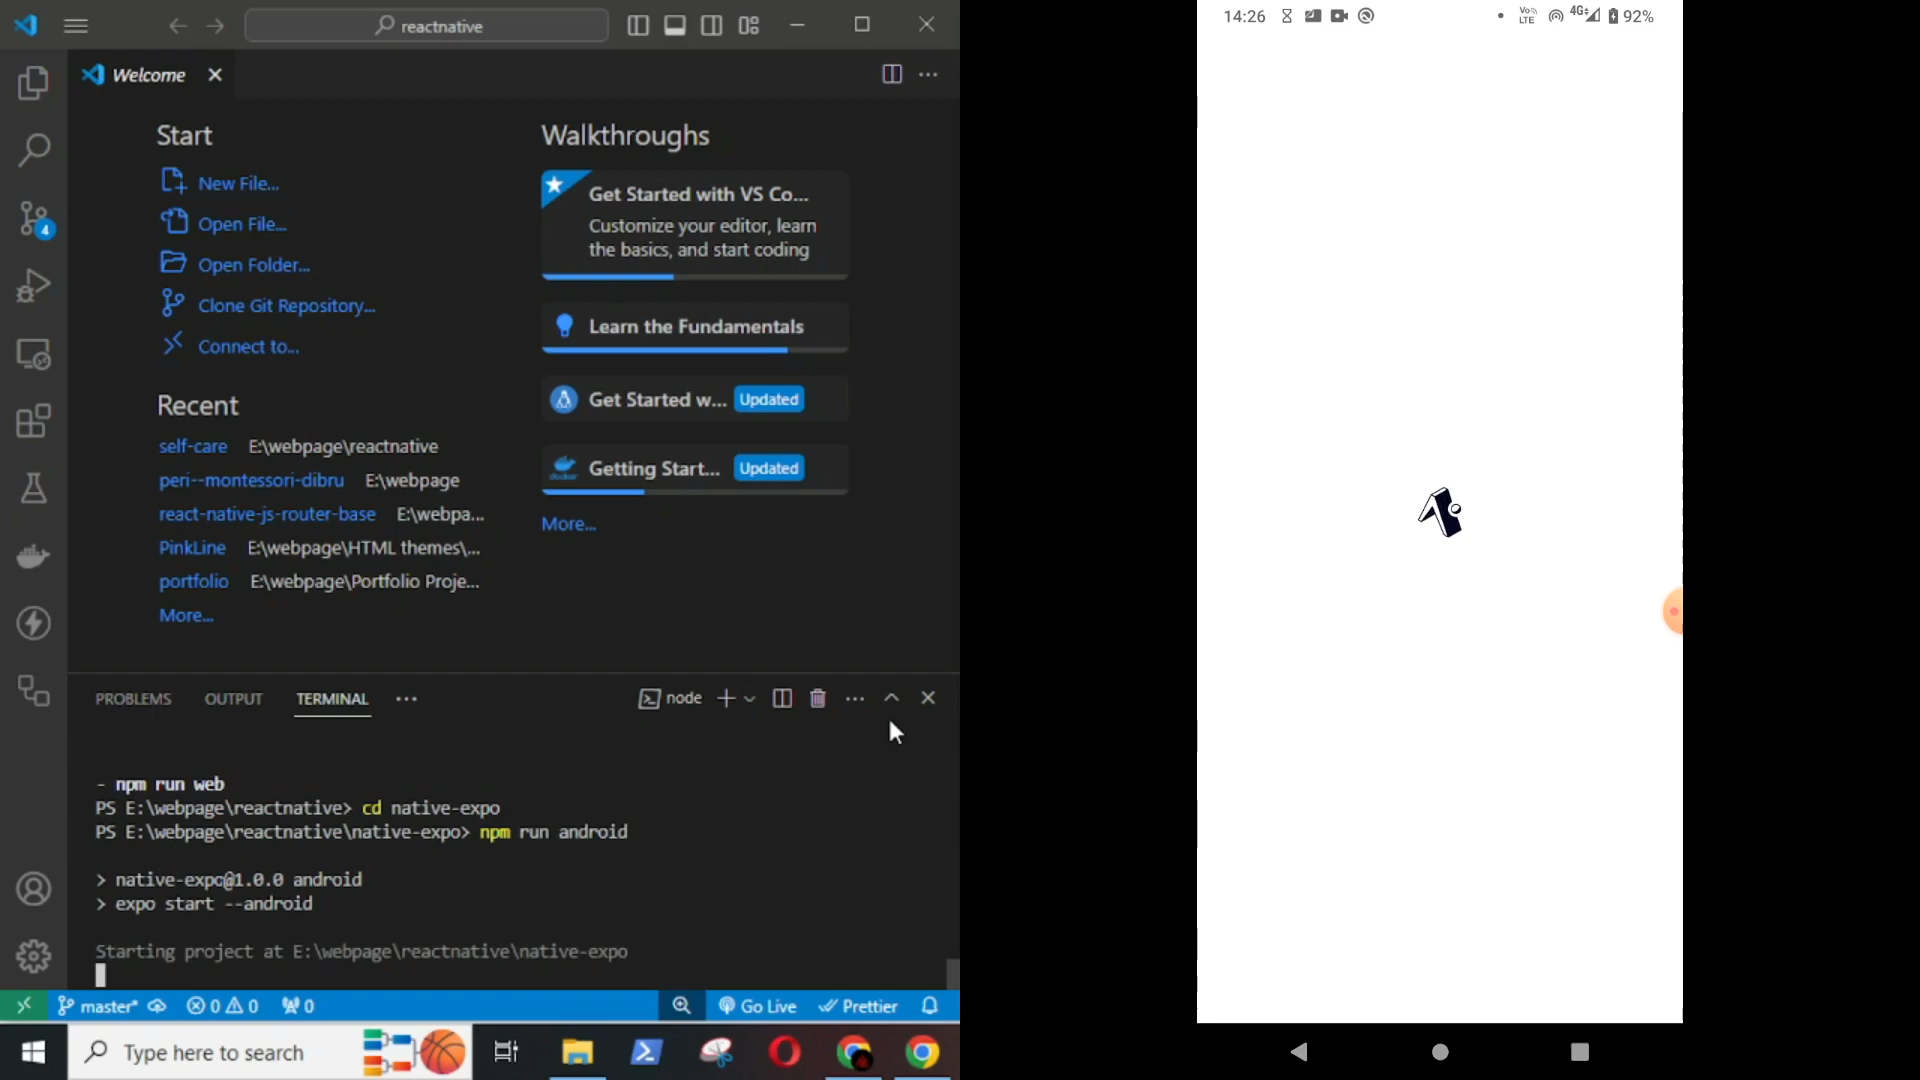 reactnative
Welcome
Start
New File...
Open File...
Open Folder...
Clone Git Repository...
Connect to...
Recent
self-care E:\webpage\reactnative
peri--montessori-dibru E:\webpage
react-native-js-router-base E:\webpa...
PinkLine E:\webpage\HTML themes\...
portfolio E:\webpage\Portfolio Proje...
More...
Walkthroughs
Get Started with VS Co...
Customize your editor, learn
the basics, and start coding
Learn the Fundamentals
Get Started w... Updated
Getting Start... Updated
More...
4
PROBLEMS OUTPUT TERMINAL ··· node
- npm run web
PS E:\webpage\reactnative> cd native-expo
PS E:\webpage\reactnative\native-expo> npm run android
> native-expo@1.0.0 android
> expo start --android
Starting project at E:\webpage\reactnative\native-expo
master* 0 0 0 Go Live Prettier
Type here to search
14:26 Vo LTE 4G 92%